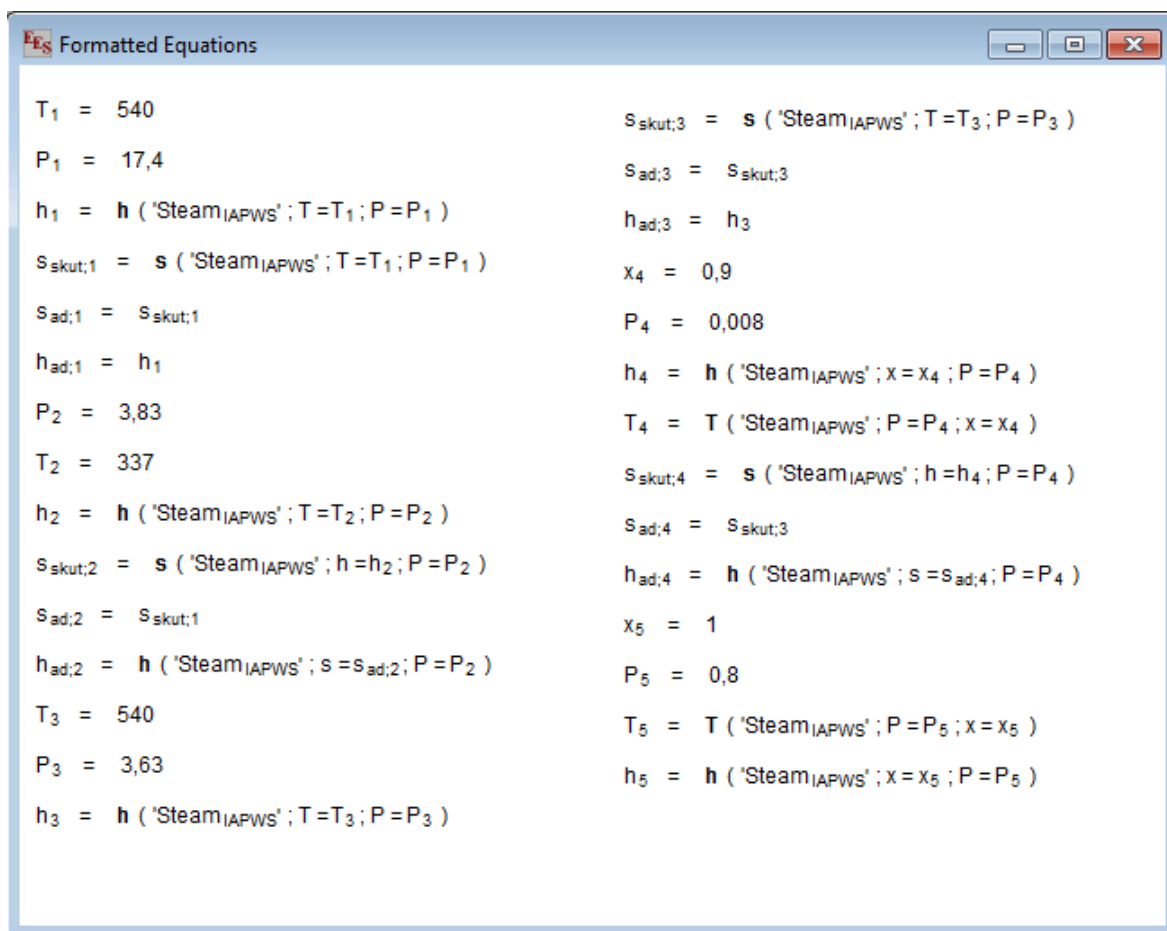 EES Formatted Equations
T1 = 540
P1 = 17,4
h1 = h ( 'SteamIAPWS' ; T =T1 ; P =P1 )
sskut;1 = s ( 'SteamIAPWS' ; T =T1 ; P =P1 )
sad;1 = sskut;1
had;1 = h1
P2 = 3,83
T2 = 337
h2 = h ( 'SteamIAPWS' ; T =T2 ; P =P2 )
sskut;2 = s ( 'SteamIAPWS' ; h =h2 ; P =P2 )
sad;2 = sskut;1
had;2 = h ( 'SteamIAPWS' ; s =sad;2 ; P =P2 )
T3 = 540
P3 = 3,63
h3 = h ( 'SteamIAPWS' ; T =T3 ; P =P3 )
sskut;3 = s ( 'SteamIAPWS' ; T =T3 ; P =P3 )
sad;3 = sskut;3
had;3 = h3
x4 = 0,9
P4 = 0,008
h4 = h ( 'SteamIAPWS' ; x = x4 ; P =P4 )
T4 = T ( 'SteamIAPWS' ; P =P4 ; x = x4 )
sskut;4 = s ( 'SteamIAPWS' ; h =h4 ; P =P4 )
sad;4 = sskut;3
had;4 = h ( 'SteamIAPWS' ; s =sad;4 ; P =P4 )
x5 = 1
P5 = 0,8
T5 = T ( 'SteamIAPWS' ; P =P5 ; x = x5 )
h5 = h ( 'SteamIAPWS' ; x = x5 ; P =P5 )